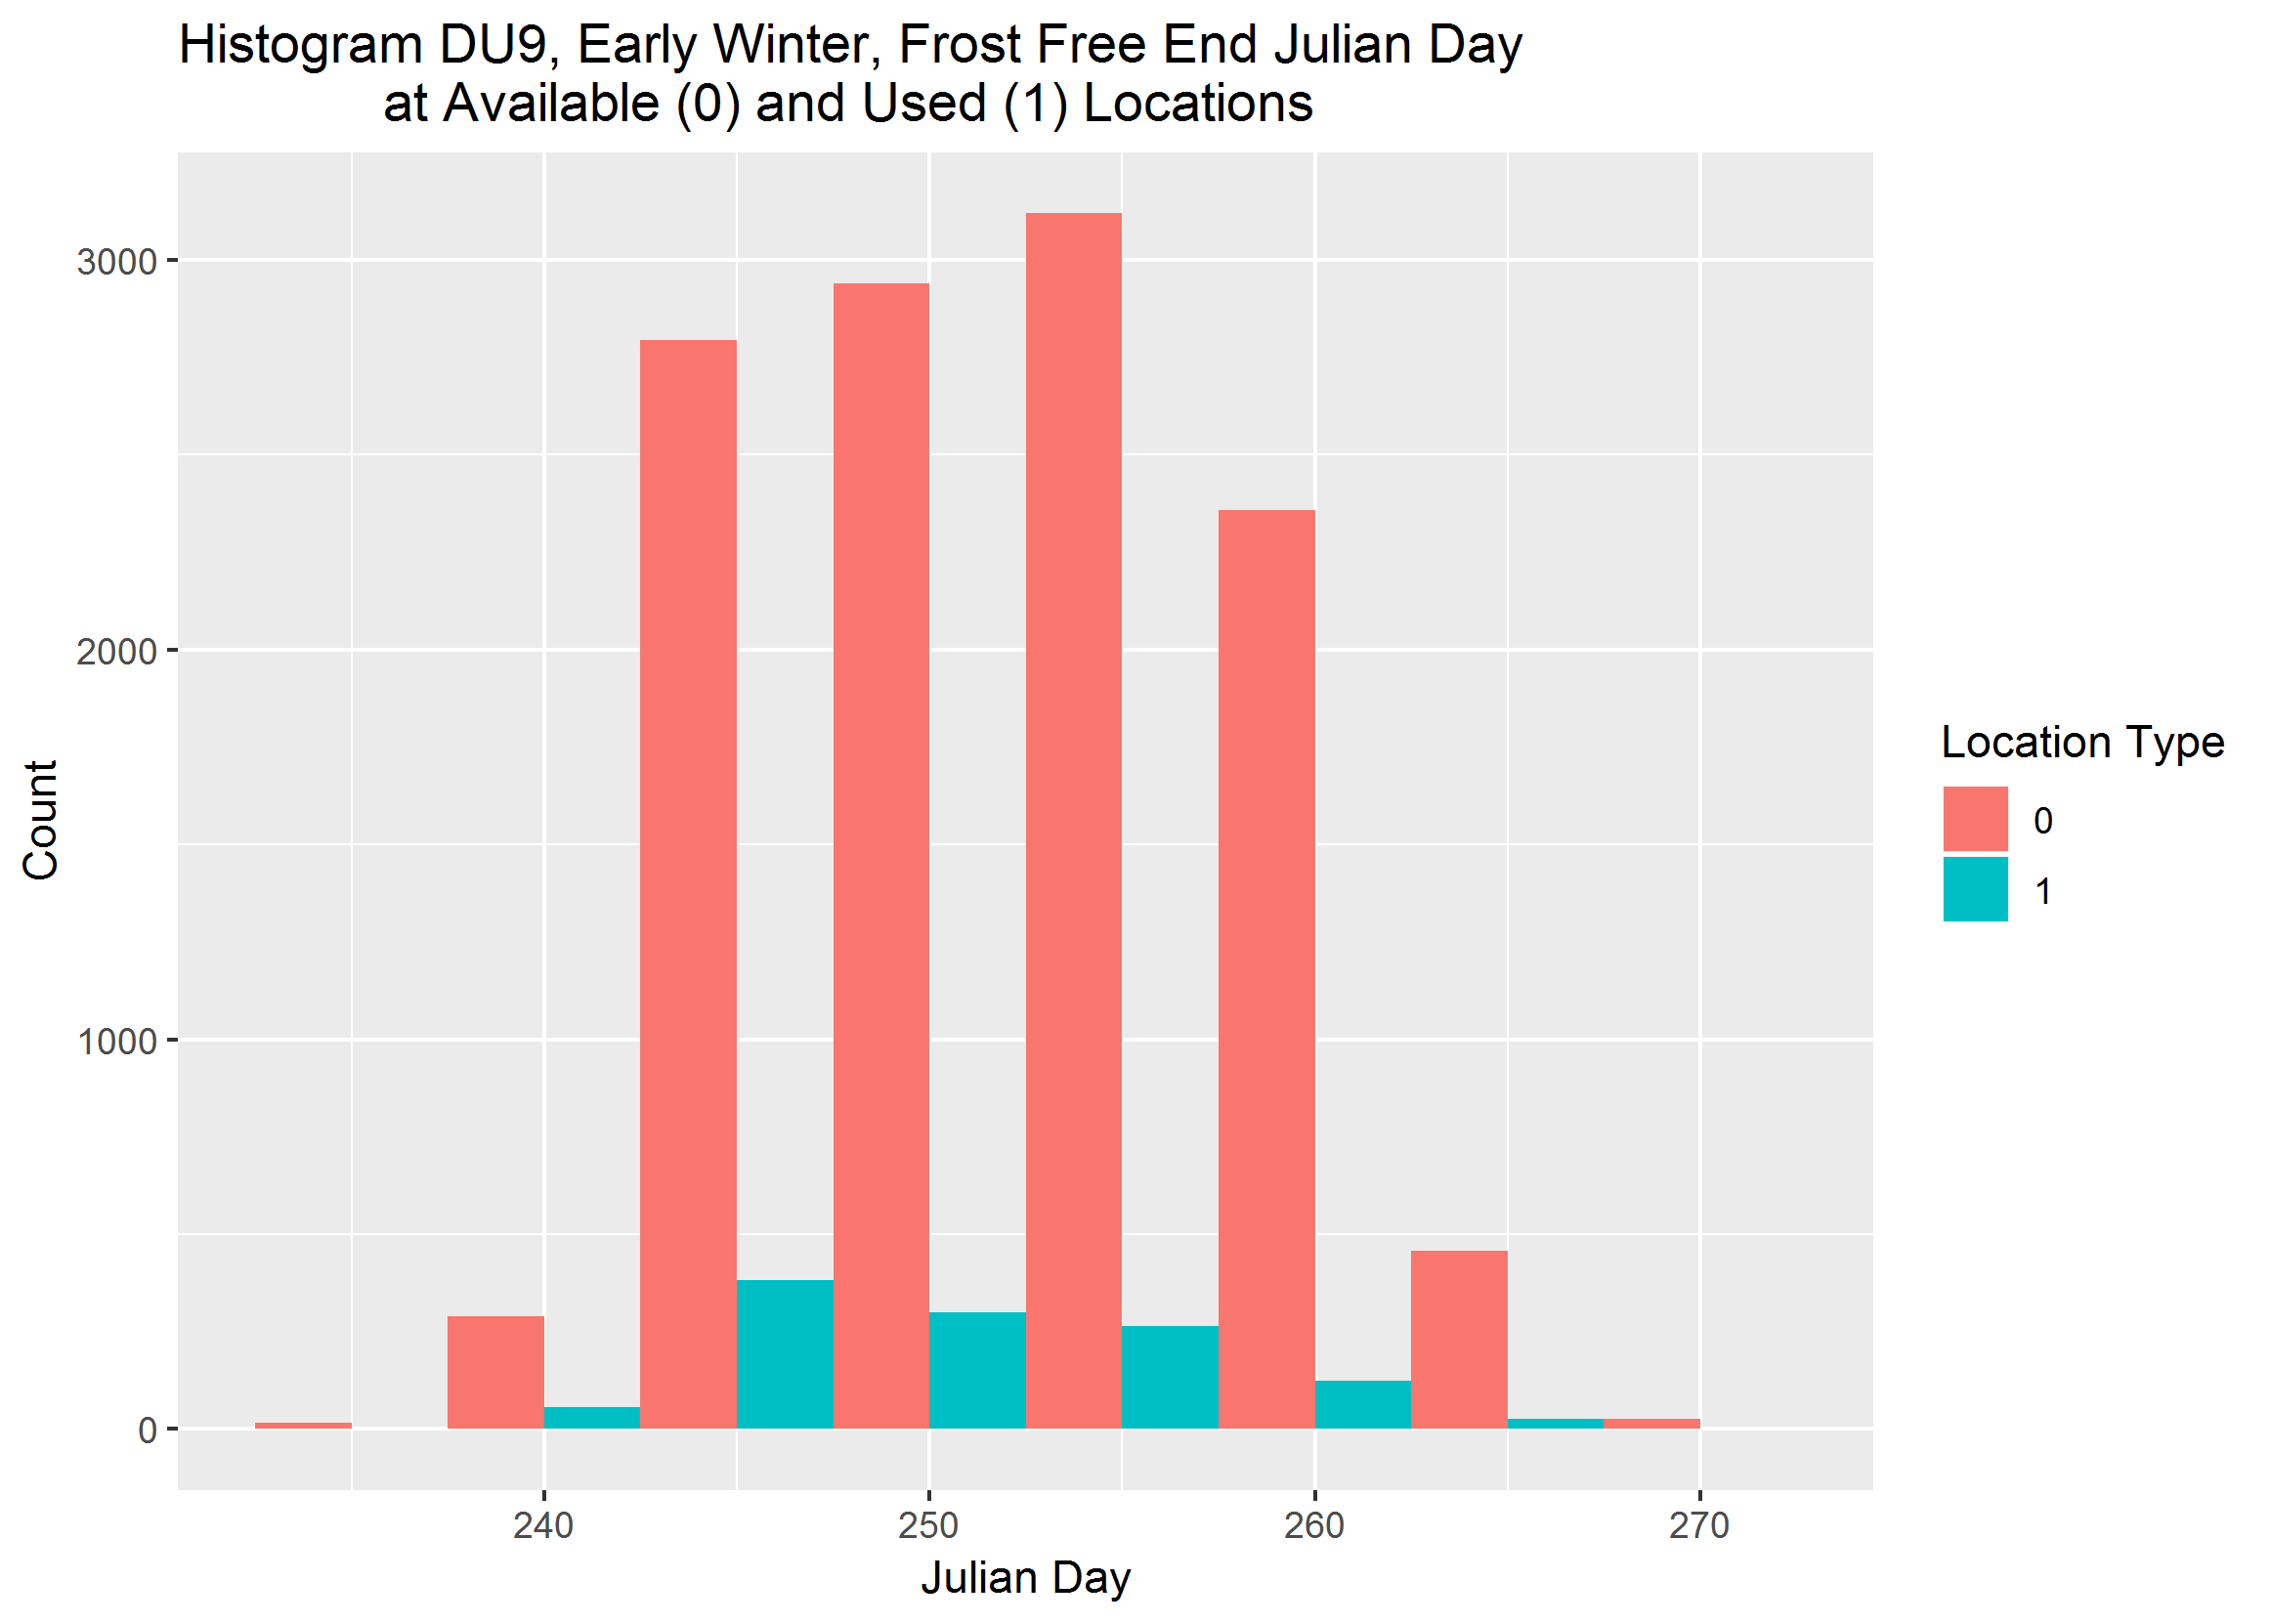 Histogram DU9, Early Winter, Frost Free End Julian Day
at Available (0) and Used (1) Locations
3000
2000
1000
0
Count
240 250 260 270
Julian Day
Location Type
0
1